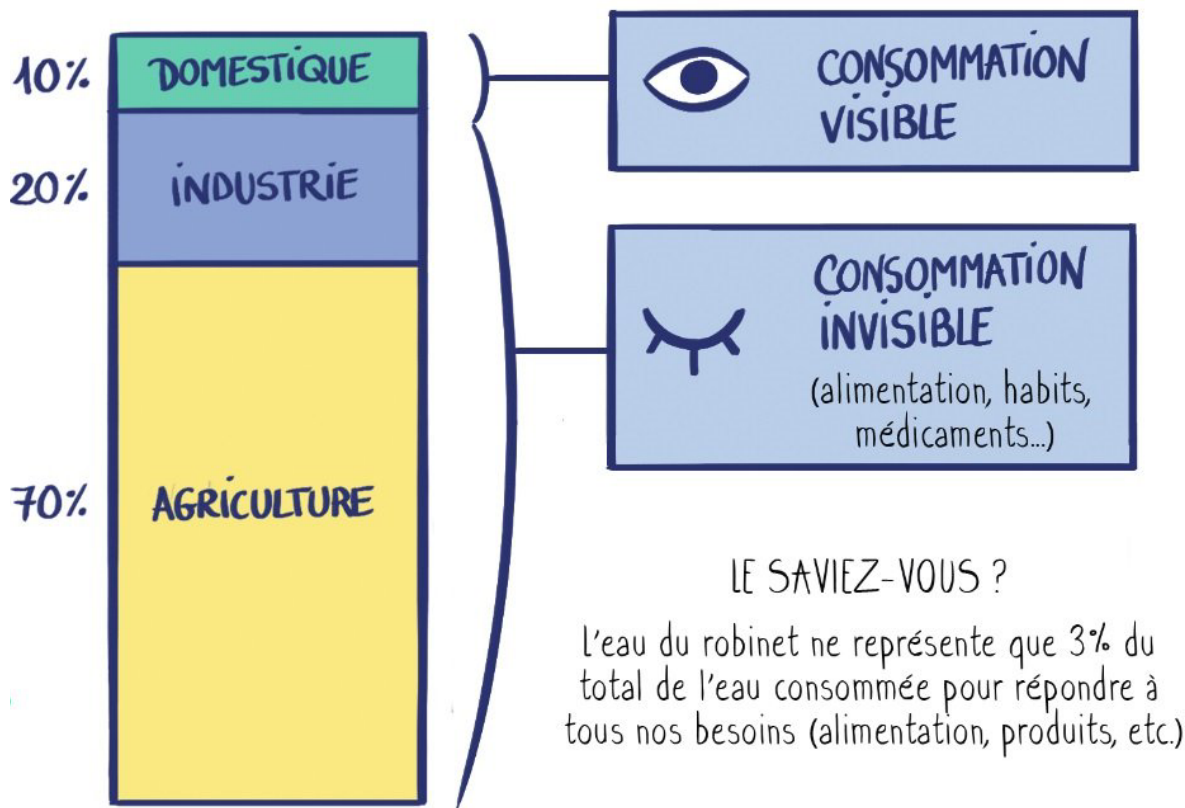 10%
DOMESTIQUE
20%
INDUSTRIE
70%
AGRICULTURE
CONSOMMATION
VISIBLE
CONSOMMATION
INVISIBLE
(alimentation, habits,
médicaments...)
LE SAVIEZ-VOUS ?
L'eau du robinet ne représente que 3% du
total de l'eau consommée pour répondre à
tous nos besoins (alimentation, produits, etc.)